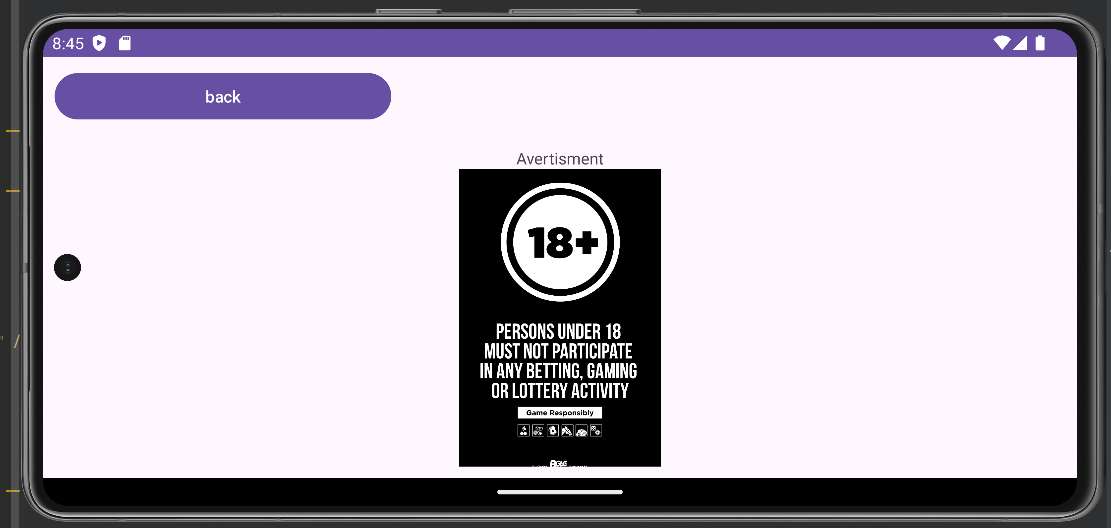 8:45
back
Avertisment
18+
PERSONS UNDER 18
MUST NOT PARTICIPATE
IN ANY BETTING, GAMING
OR LOTTERY ACTIVITY
Game Responsibly